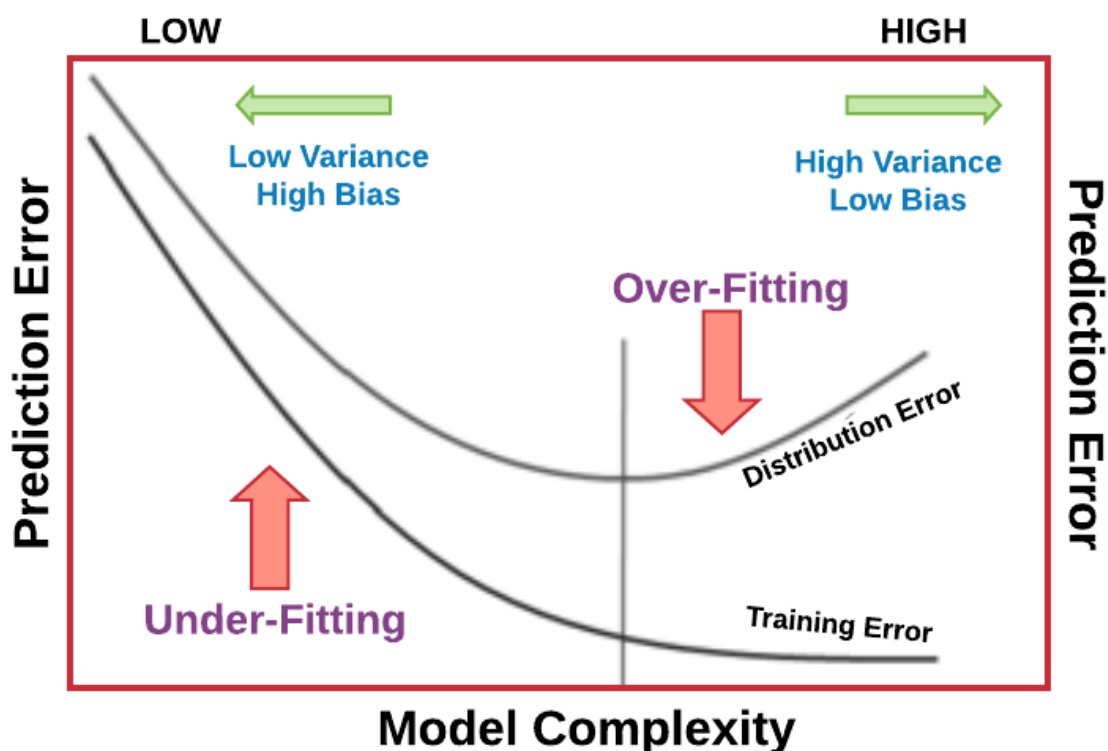 LOW
HIGH
Low Variance
High Bias
High Variance
Low Bias
Prediction Error
Prediction Error
Over-Fitting
Distribution Error
Under-Fitting
Training Error
Model Complexity